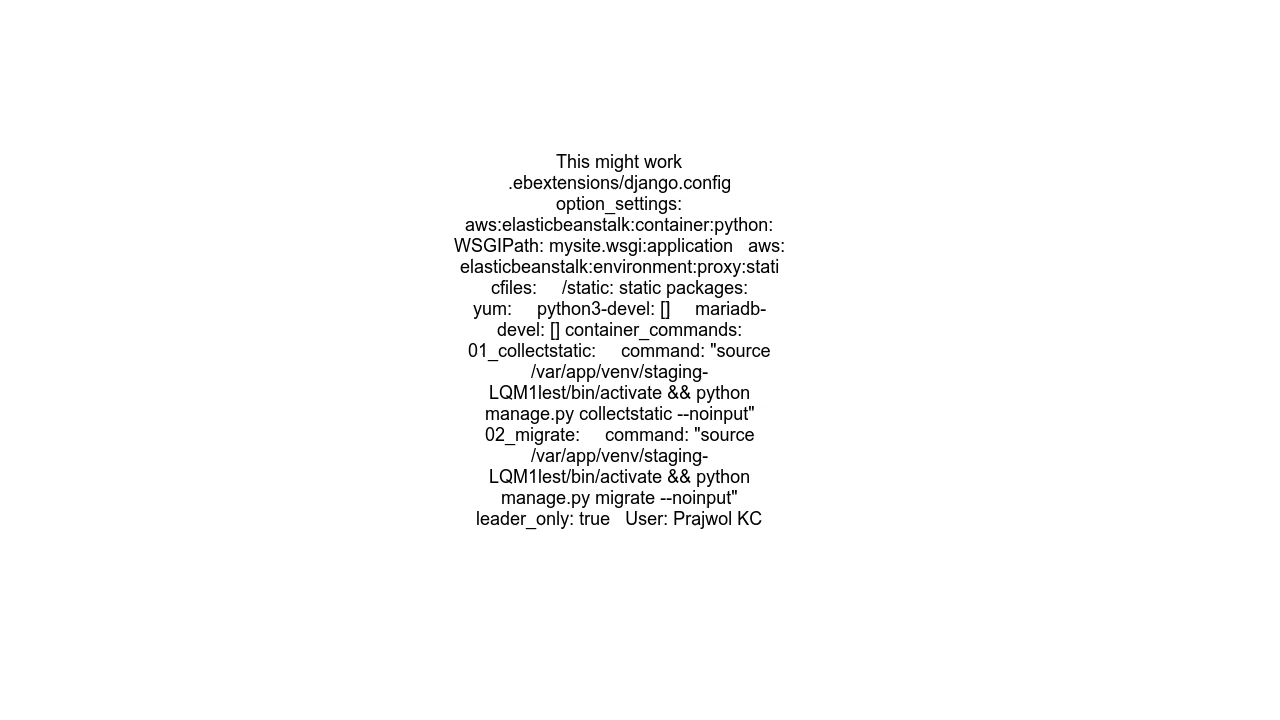 This might work
.ebextensions/django.config
option_settings:
aws:elasticbeanstalk:container:python:
WSGIPath: mysite.wsgi:application   aws:
elasticbeanstalk:environment:proxy:stati
cfiles:     /static: static packages:
yum:     python3-devel: []     mariadb-
devel: [] container_commands:
01_collectstatic:     command: "source
/var/app/venv/staging-
LQM1lest/bin/activate && python
manage.py collectstatic --noinput"
02_migrate:     command: "source
/var/app/venv/staging-
LQM1lest/bin/activate && python
manage.py migrate --noinput"
leader_only: true   User: Prajwol KC